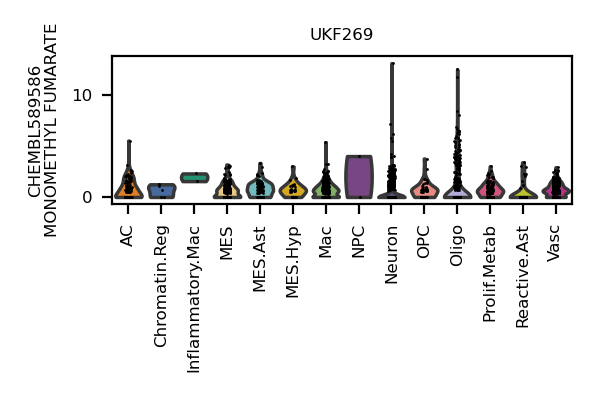 UKF269
CHEMBL589586
MONOMETHYL FUMARATE
10
0
AC
Chromatin.Reg
Inflammatory.Mac
MES
MES.Ast
MES.Hyp
Mac
NPC
Neuron
OPC
Oligo
Prolif.Metab
Reactive.Ast
Vasc